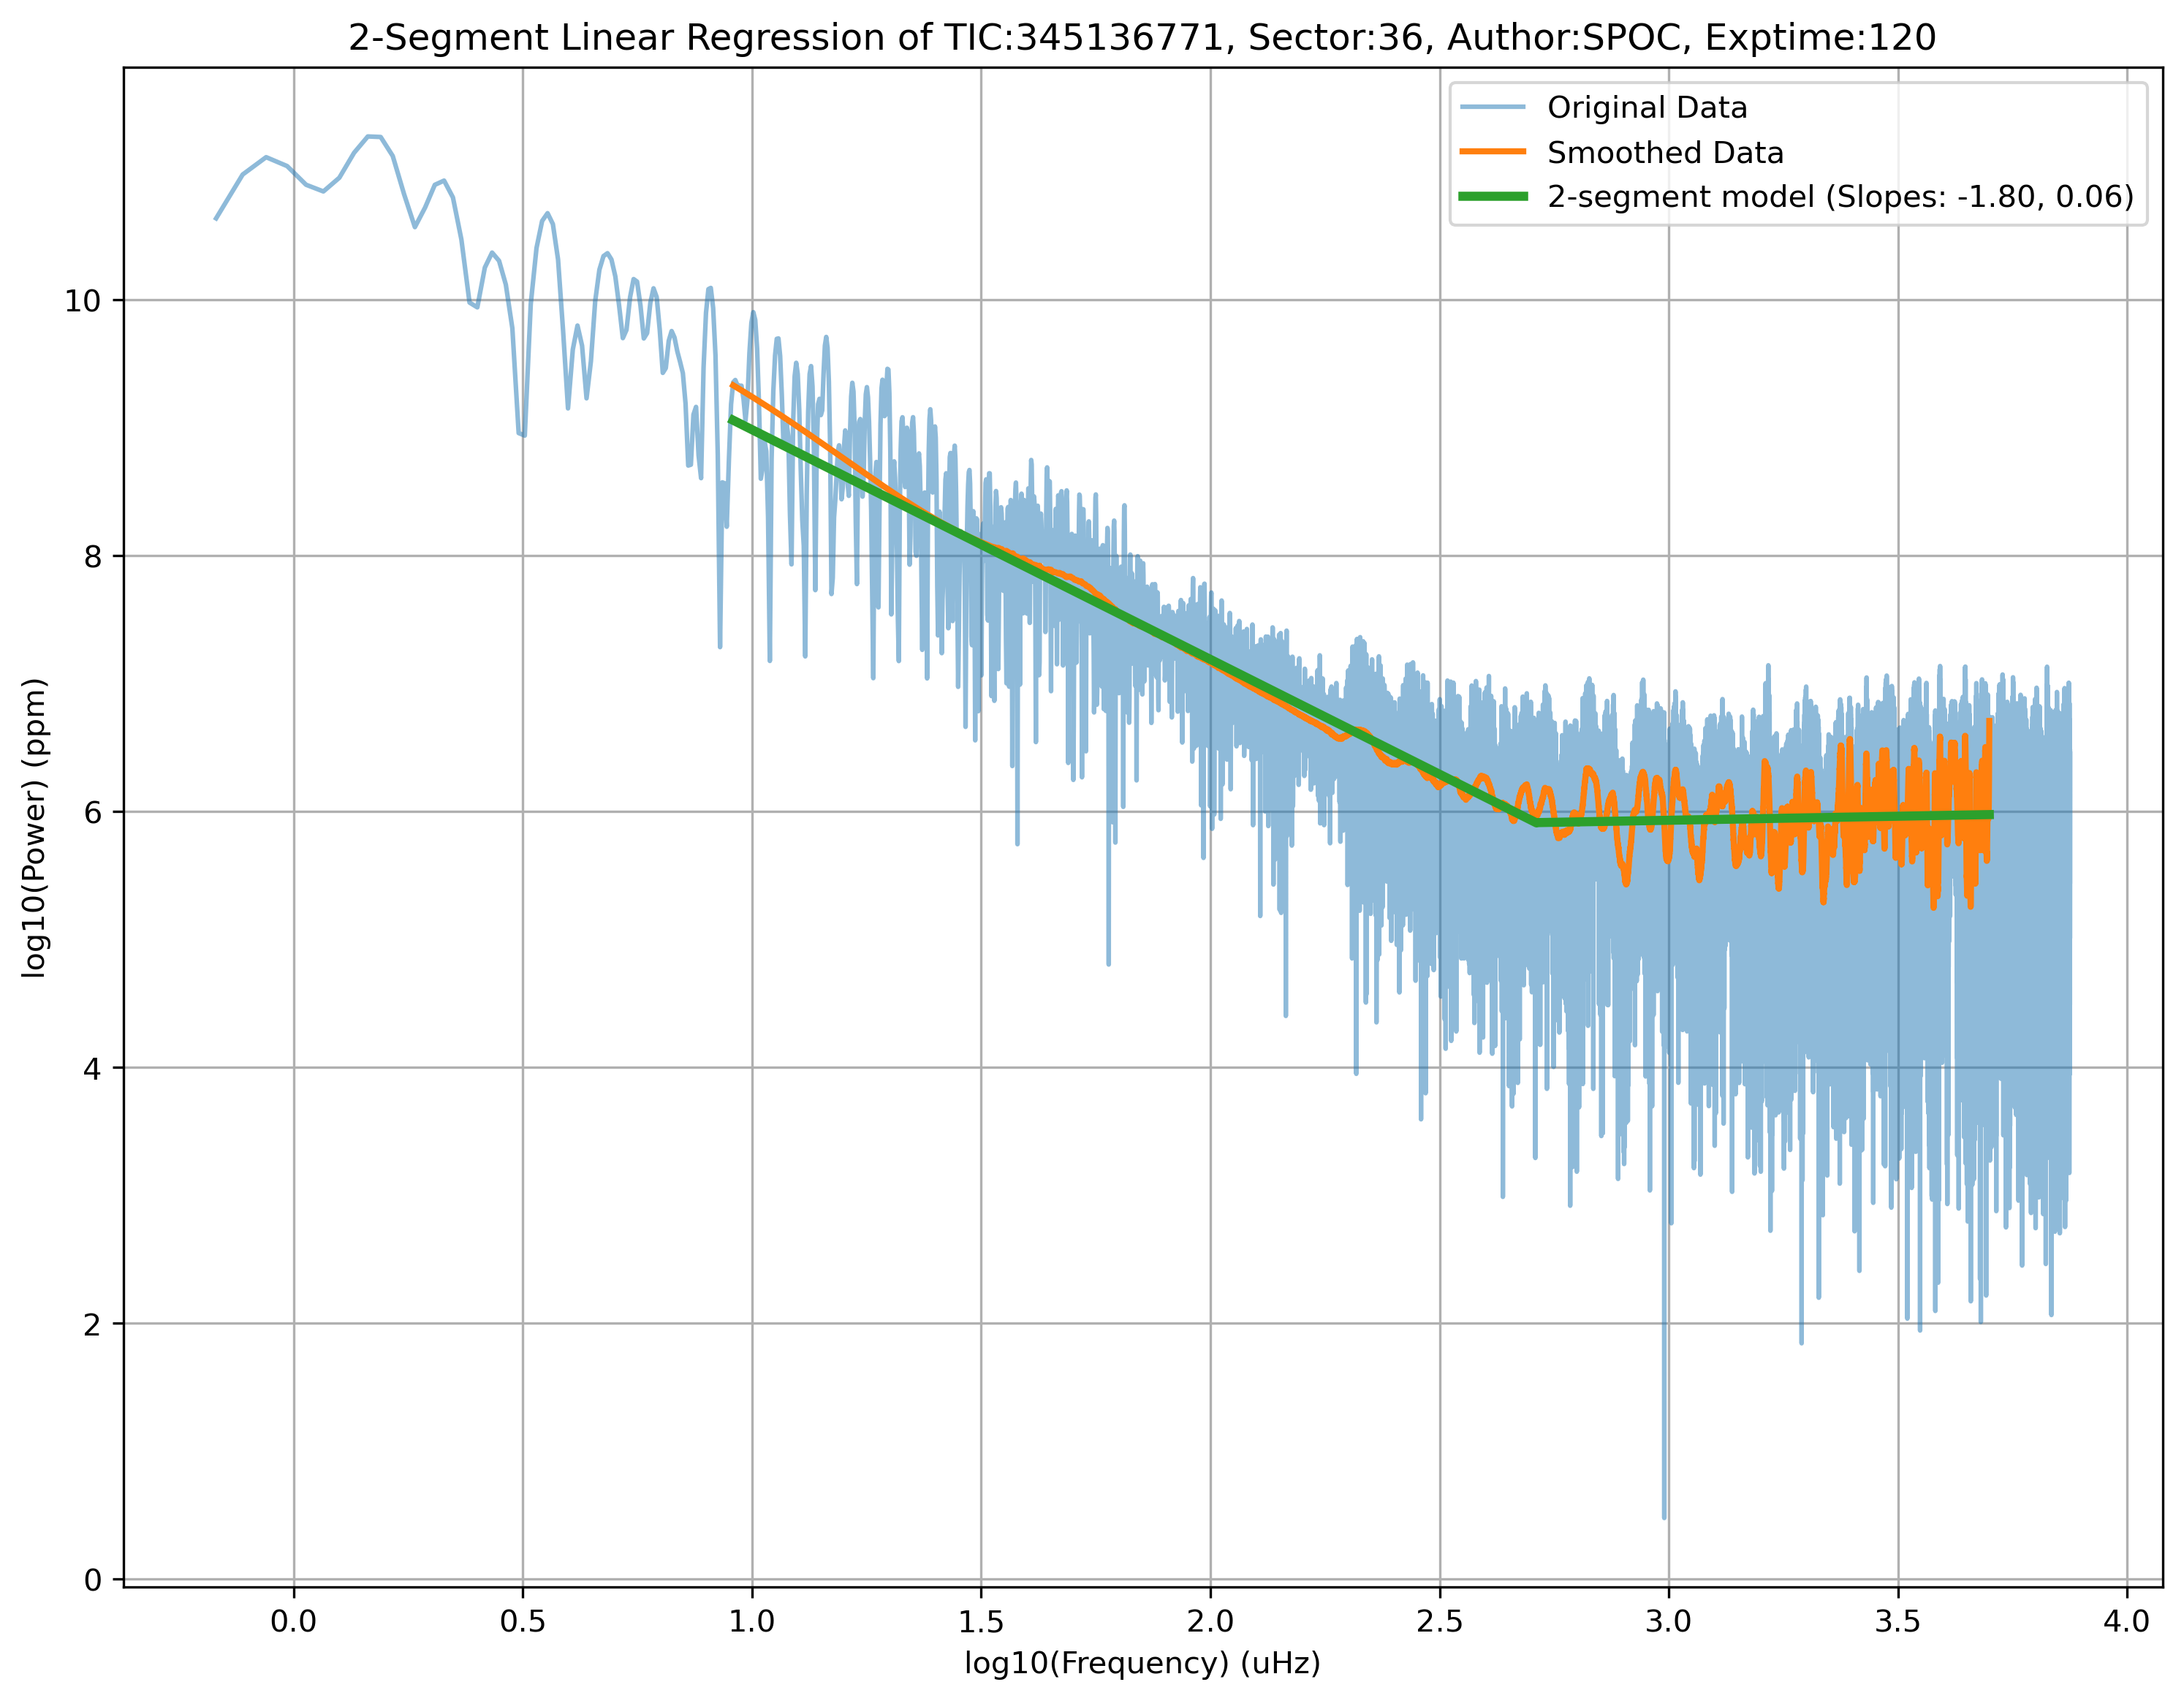 2-Segment Linear Regression of TIC:345136771, Sector:36, Author:SPOC, Exptime:120
Original Data
Smoothed Data
2-segment model (Slopes: -1.80, 0.06)
log10(Power) (ppm)
10
8
6
4
2
0
0.0 0.5 1.0 1.5 2.0 2.5 3.0 3.5 4.0
log10(Frequency) (uHz)